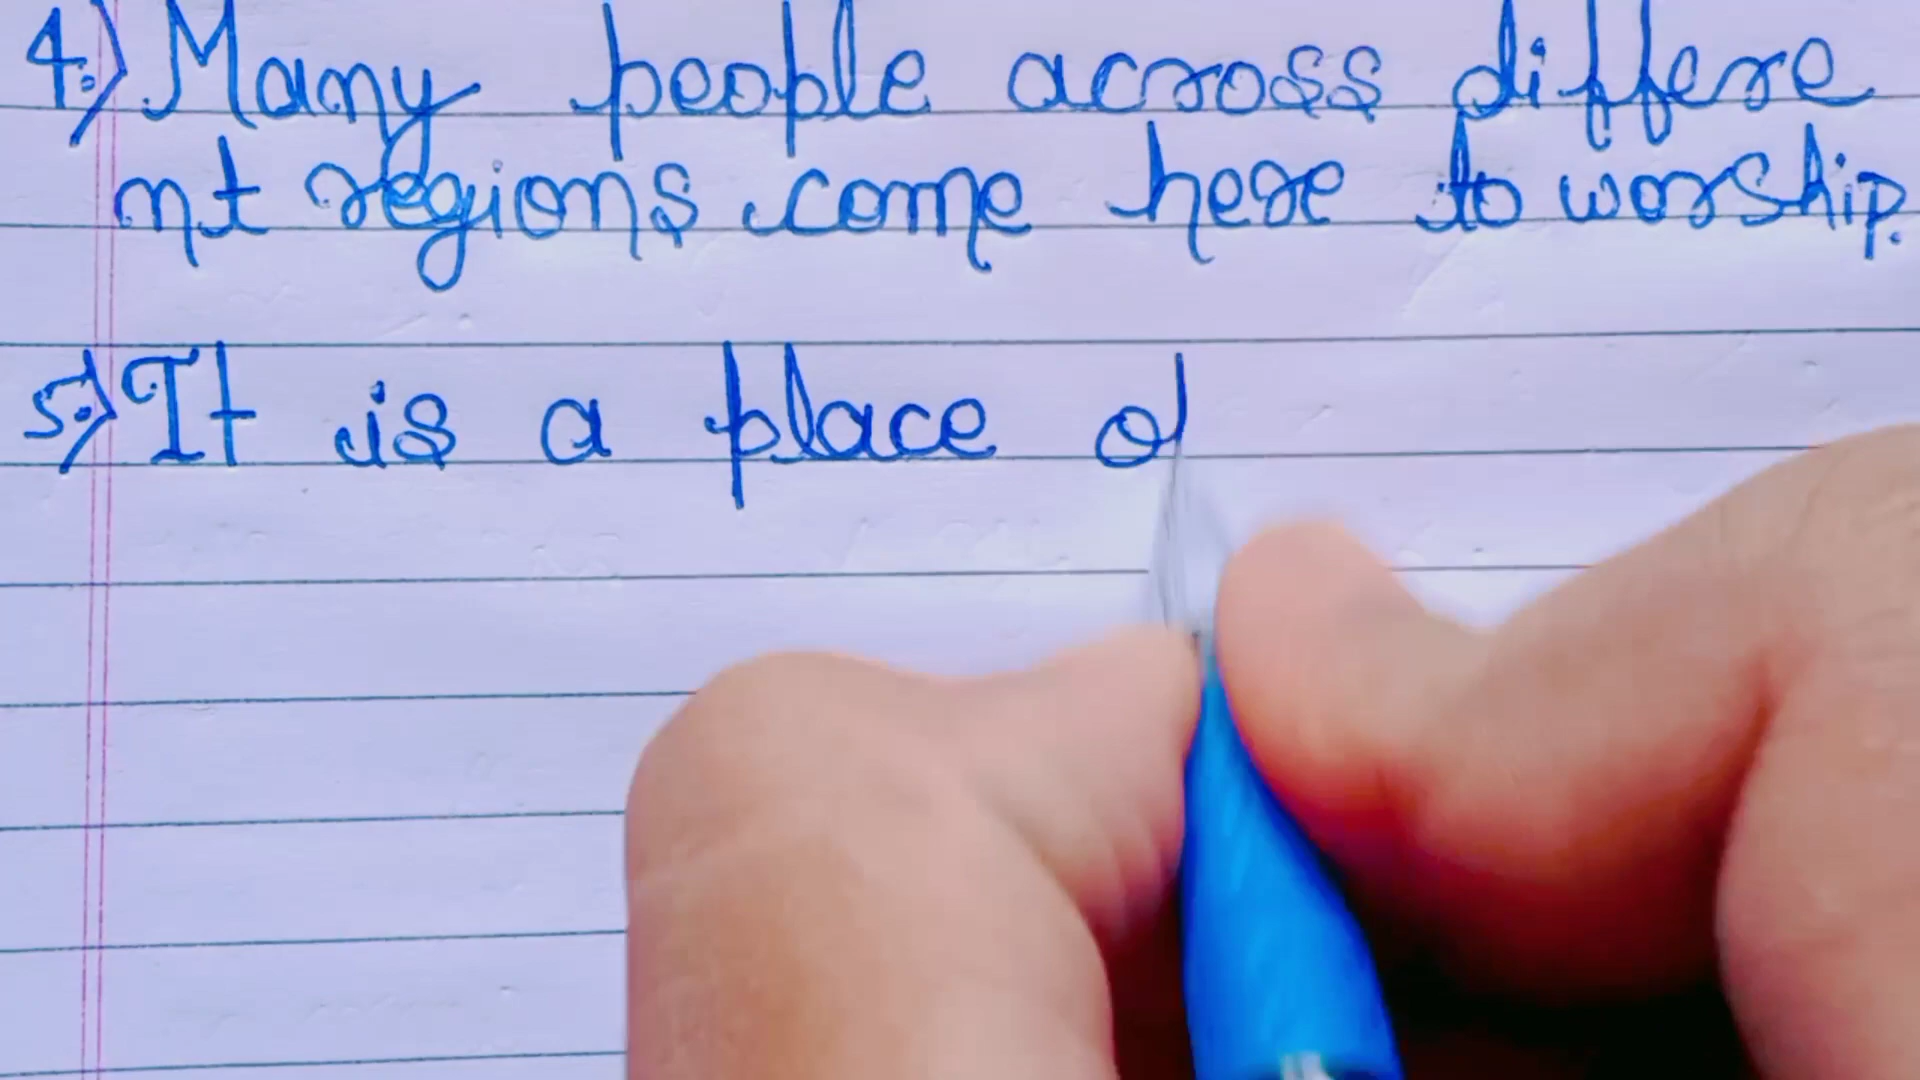 4.) Many people across differe
nt regions come here to worship.
5.) It is a place o